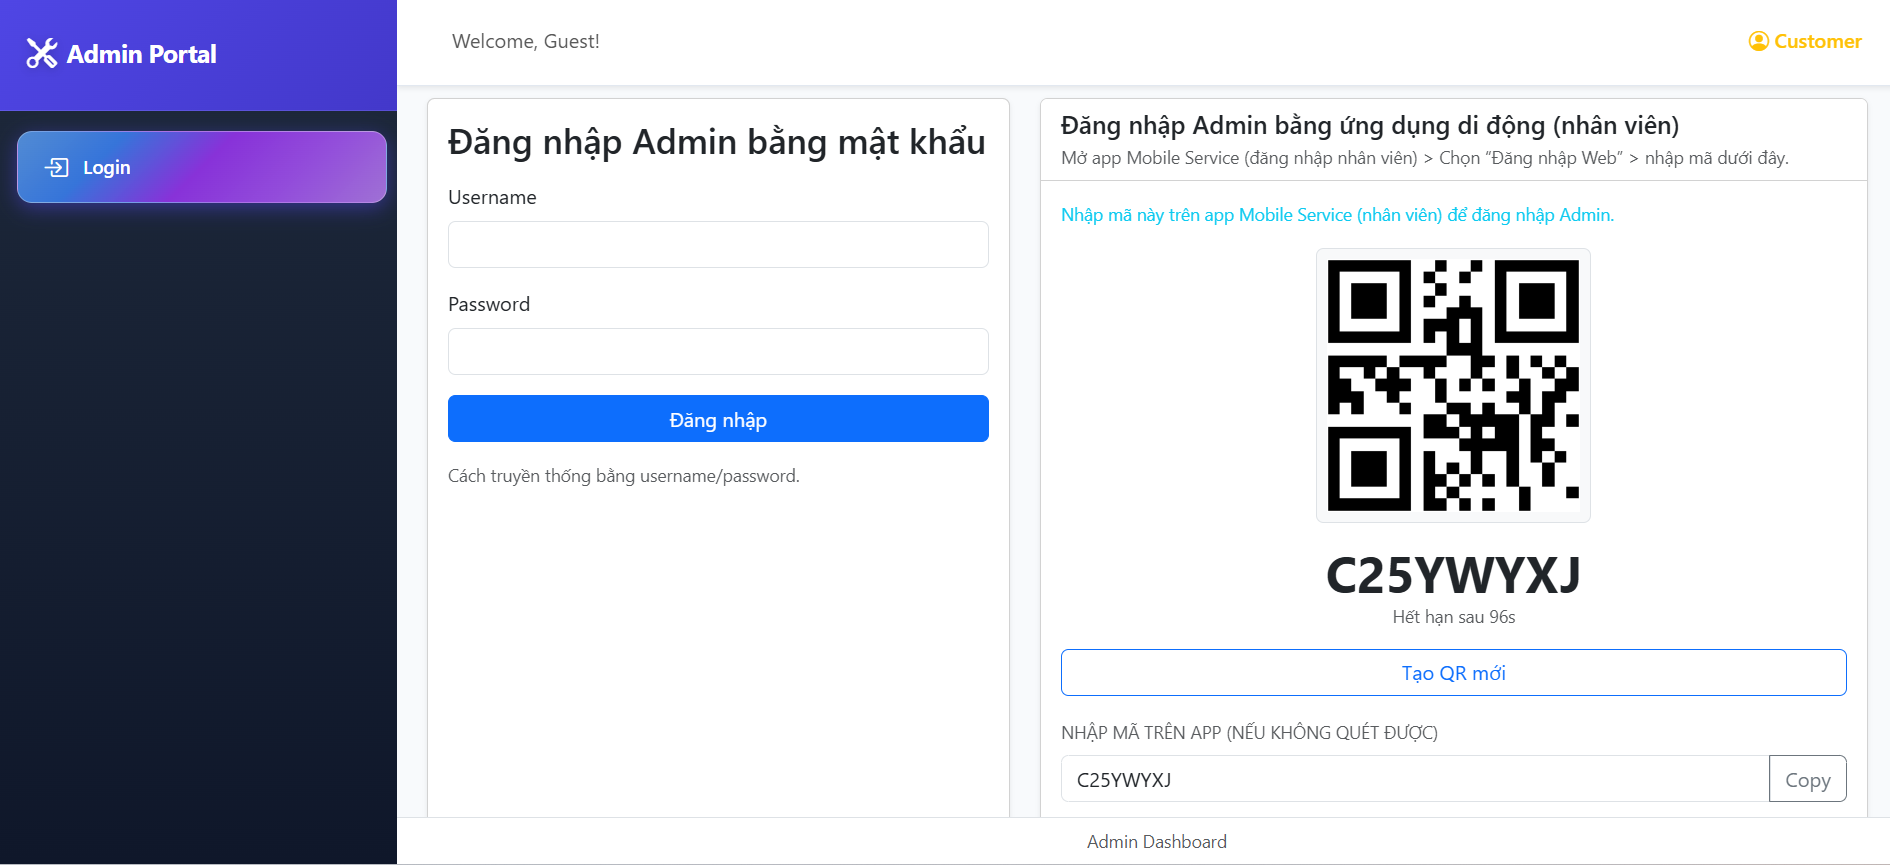 Admin Portal
Login
Welcome, Guest!
Customer
Đăng nhập Admin bằng mật khẩu
Username
Password
Đăng nhập
Cách truyền thống bằng username/password.
Đăng nhập Admin bằng ứng dụng di động (nhân viên)
Mở app Mobile Service (đăng nhập nhân viên) > Chọn “Đăng nhập Web” > nhập mã dưới đây.
Nhập mã này trên app Mobile Service (nhân viên) để đăng nhập Admin.
C25YWYXJ
Hết hạn sau 96s
Tạo QR mới
NHẬP MÃ TRÊN APP (NẾU KHÔNG QUÉT ĐƯỢC)
C25YWYXJ
Copy
Admin Dashboard